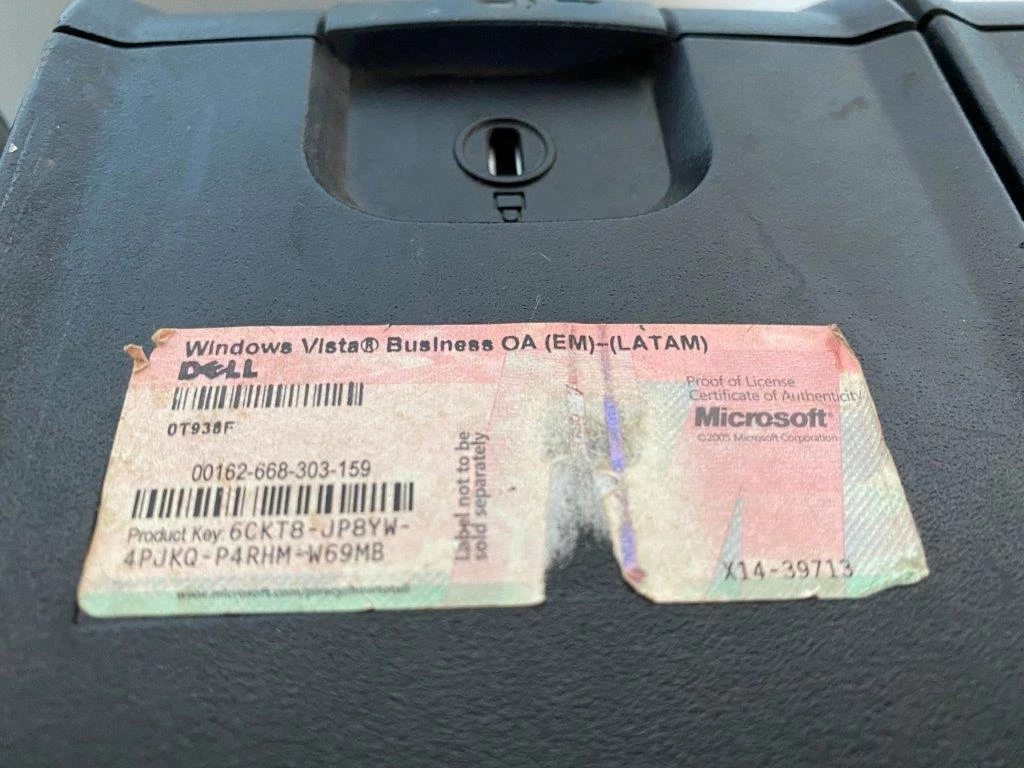 Windows Vista® Business OA (EM)-(LATAM)
DELL
0T938F
00162-668-303-159
Product Key: 6CKT8-JP8YW-
4PJKQ-P4RHM-W69MB
Label not to be
sold separately
Proof of License
Certificate of Authenticity
Microsoft®
©2005 Microsoft Corporation
X14-39713